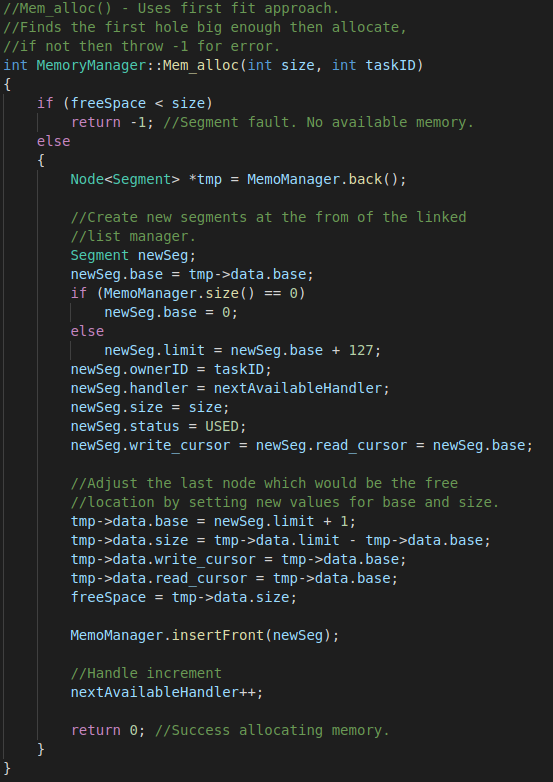 //Mem_alloc() - Uses first fit approach.
//Finds the first hole big enough then allocate,
//if not then throw -1 for error.
int MemoryManager::Mem_alloc(int size, int taskID)
{
    if (freeSpace < size)
        return -1; //Segment fault. No available memory.
    else
    {
        Node<Segment> *tmp = MemoManager.back();

        //Create new segments at the from of the linked
        //list manager.
        Segment newSeg;
        newSeg.base = tmp->data.base;
        if (MemoManager.size() == 0)
            newSeg.base = 0;
        else
            newSeg.limit = newSeg.base + 127;
        newSeg.ownerID = taskID;
        newSeg.handler = nextAvailableHandler;
        newSeg.size = size;
        newSeg.status = USED;
        newSeg.write_cursor = newSeg.read_cursor = newSeg.base;

        //Adjust the last node which would be the free
        //location by setting new values for base and size.
        tmp->data.base = newSeg.limit + 1;
        tmp->data.size = tmp->data.limit - tmp->data.base;
        tmp->data.write_cursor = tmp->data.base;
        tmp->data.read_cursor = tmp->data.base;
        freeSpace = tmp->data.size;

        MemoManager.insertFront(newSeg);

        //Handle increment
        nextAvailableHandler++;

        return 0; //Success allocating memory.
    }
}